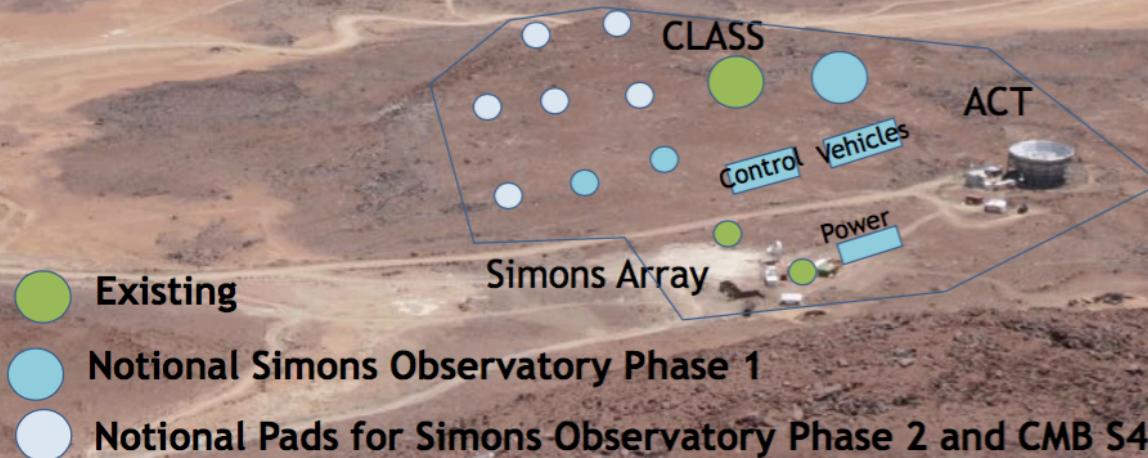 CLASS
ACT
Control
Vehicles
Power
Simons Array
Existing
Notional Simons Observatory Phase 1
Notional Pads for Simons Observatory Phase 2 and CMB S4